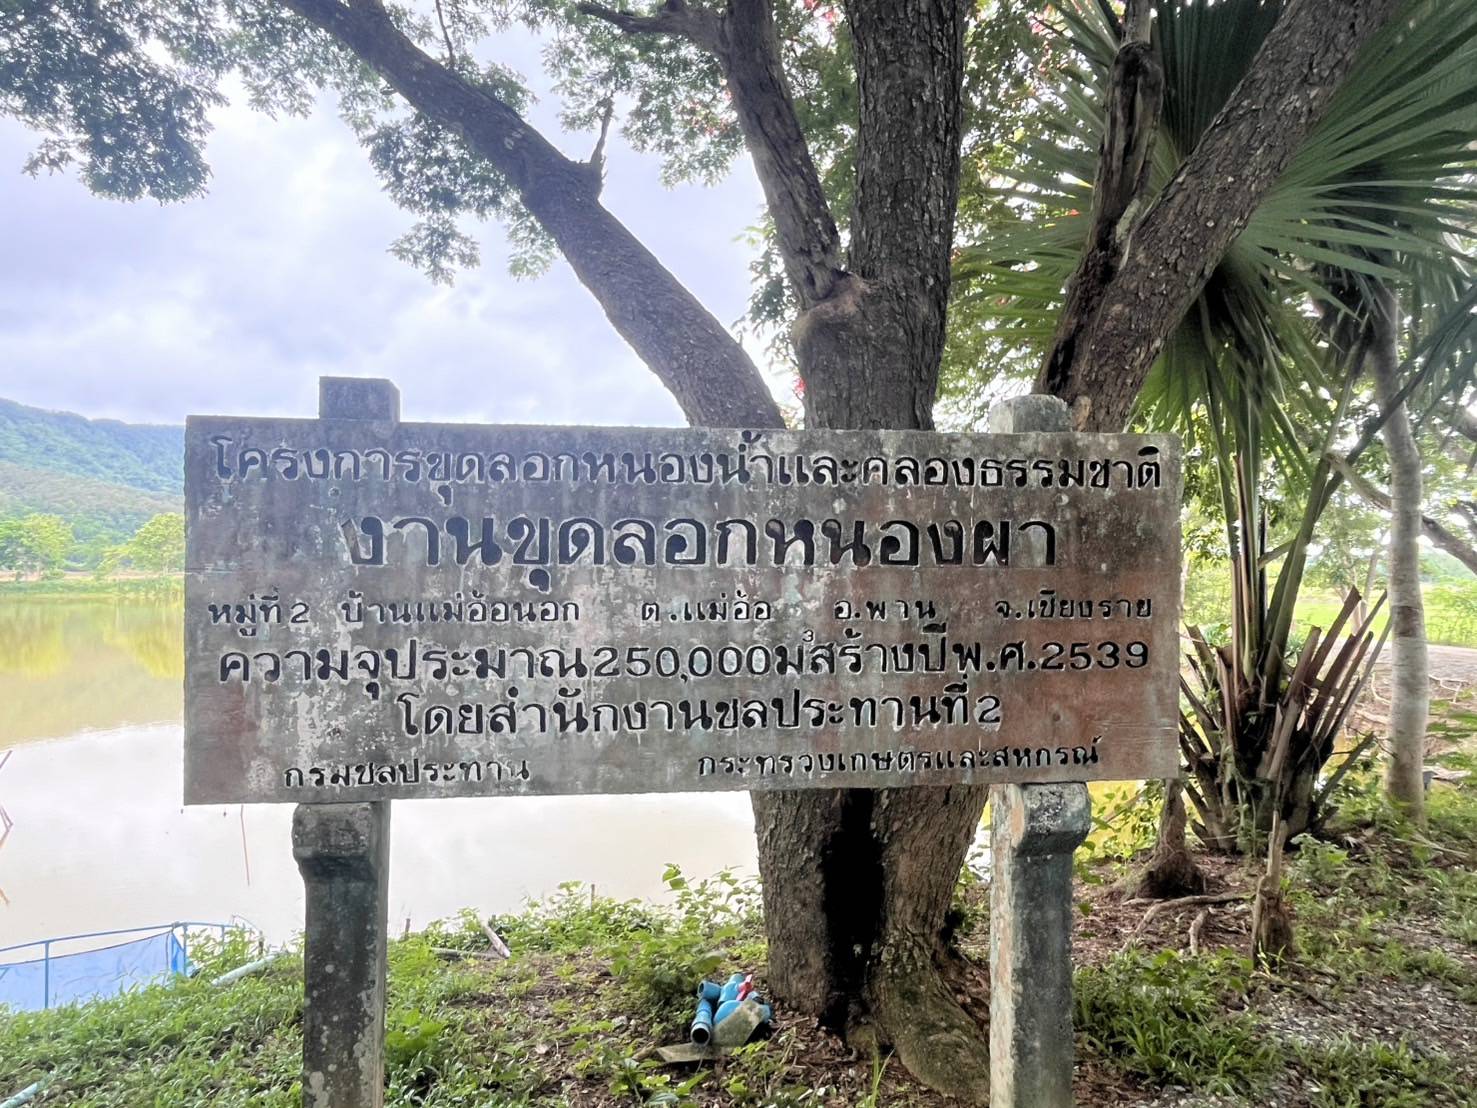 โครงการขุดลอกหนองน้ำและคลองธรรมชาติ
งานขุดลอกหนองผา
หมู่ที่2 บ้านแม่อ้อนอก ต.แม่อ้อ อ.พาน จ.เชียงราย
ความจุประมาณ250,000ม³สร้างปีพ.ศ.2539
โดยสำนักงานชลประทานที่2
กรมชลประทาน กระทรวงเกษตรและสหกรณ์